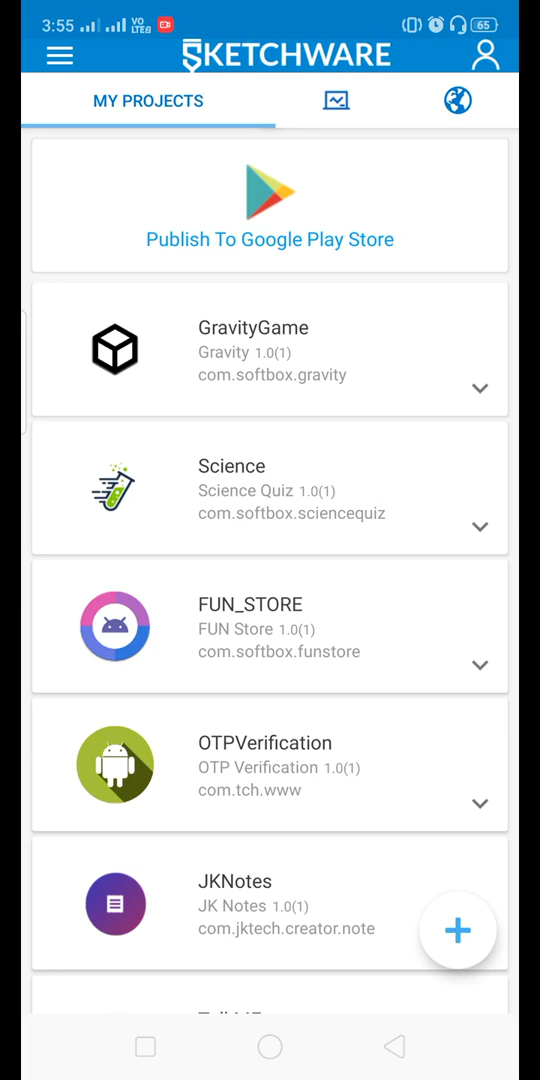 3:55 VO LTE 65
SKETCHWARE
MY PROJECTS
Publish To Google Play Store
GravityGame
Gravity 1.0(1)
com.softbox.gravity
Science
Science Quiz 1.0(1)
com.softbox.sciencequiz
FUN_STORE
FUN Store 1.0(1)
com.softbox.funstore
OTPVerification
OTP Verification 1.0(1)
com.tch.www
JKNotes
JK Notes 1.0(1)
com.jktech.creator.note